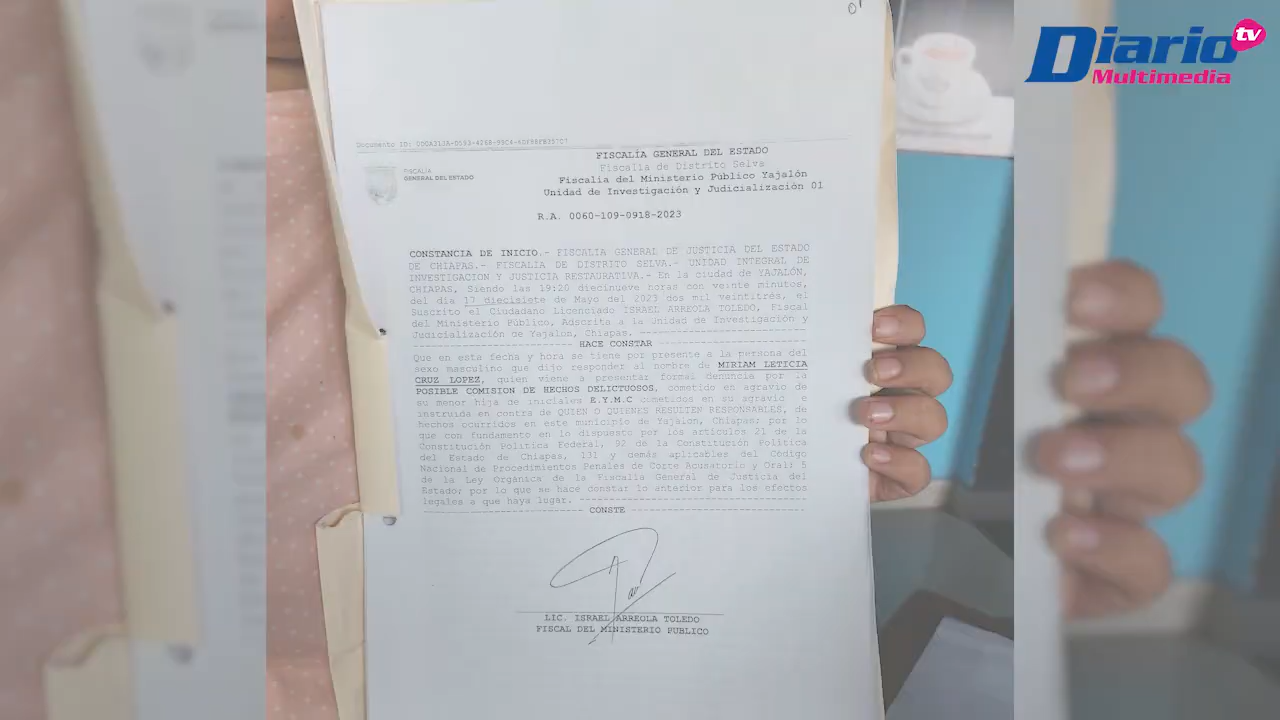 Diario tv
Multimedia
01
FISCALÍA GENERAL DEL ESTADO
Fiscalía de Distrito Selva
Fiscalía del Ministerio Público Yajalón
Unidad de Investigación y Judicialización 01
FISCALÍA
GENERAL DEL ESTADO
R.A. 0060-109-0918-2023
CONSTANCIA DE INICIO.- FISCALÍA GENERAL DE JUSTICIA DEL ESTADO
DE CHIAPAS.- FISCALÍA DE DISTRITO SELVA.- UNIDAD INTEGRAL DE
INVESTIGACION Y JUSTICIA RESTAURATIVA.- En la ciudad de YAJALÓN,
CHIAPAS, Siendo las 19:20 diecinueve horas con veinte minutos,
del día 17 diecisiete de Mayo del 2023 dos mil veintitrés, el
Suscrito el Ciudadano Licenciado ISRAEL ARREOLA TOLEDO, Fiscal
del Ministerio Público, Adscrito a la Unidad de Investigación y
Judicialización de Yajalon, Chiapas.
HACE CONSTAR
Que en esta fecha y hora se tiene por presente a la persona del
sexo masculino que dijo responder al nombre de MIRIAM LETICIA
CRUZ LOPEZ, quien viene a presentar formal denuncia por la
POSIBLE COMISION DE HECHOS DELICTUOSOS, cometido en agravio de
su menor hija de iniciales E.Y.M.C cometidos en su agravio e
instruida en contra de QUIEN O QUIENES RESULTEN RESPONSABLES, de
hechos ocurridos en este municipio de Yajalon, Chiapas; por lo
que con fundamento en lo dispuesto por los artículos 21 de la
Constitución Política Federal, 92 de la Constitución Política
del Estado de Chiapas, 131 y demás aplicables del Código
Nacional de Procedimientos Penales de Corte Acusatorio y Oral; 5
de la Ley Orgánica de la Fiscalía General de Justicia del
Estado; por lo que se hace constar lo anterior para los efectos
legales a que haya lugar.
CONSTE
LIC. ISRAEL ARREOLA TOLEDO
FISCAL DEL MINISTERIO PUBLICO